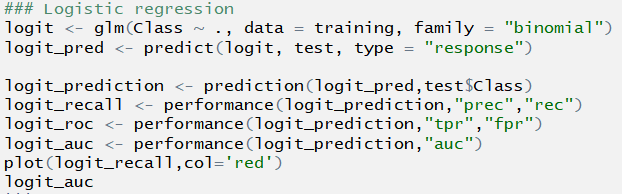 ### Logistic regression
logit <- glm(Class ~ ., data = training, family = "binomial")
logit_pred <- predict(logit, test, type = "response")
logit_prediction <- prediction(logit_pred,test$Class)
logit_recall <- performance(logit_prediction,"prec","rec")
logit_roc <- performance(logit_prediction,"tpr","fpr")
logit_auc <- performance(logit_prediction,"auc")
plot(logit_recall,col='red')
logit_auc